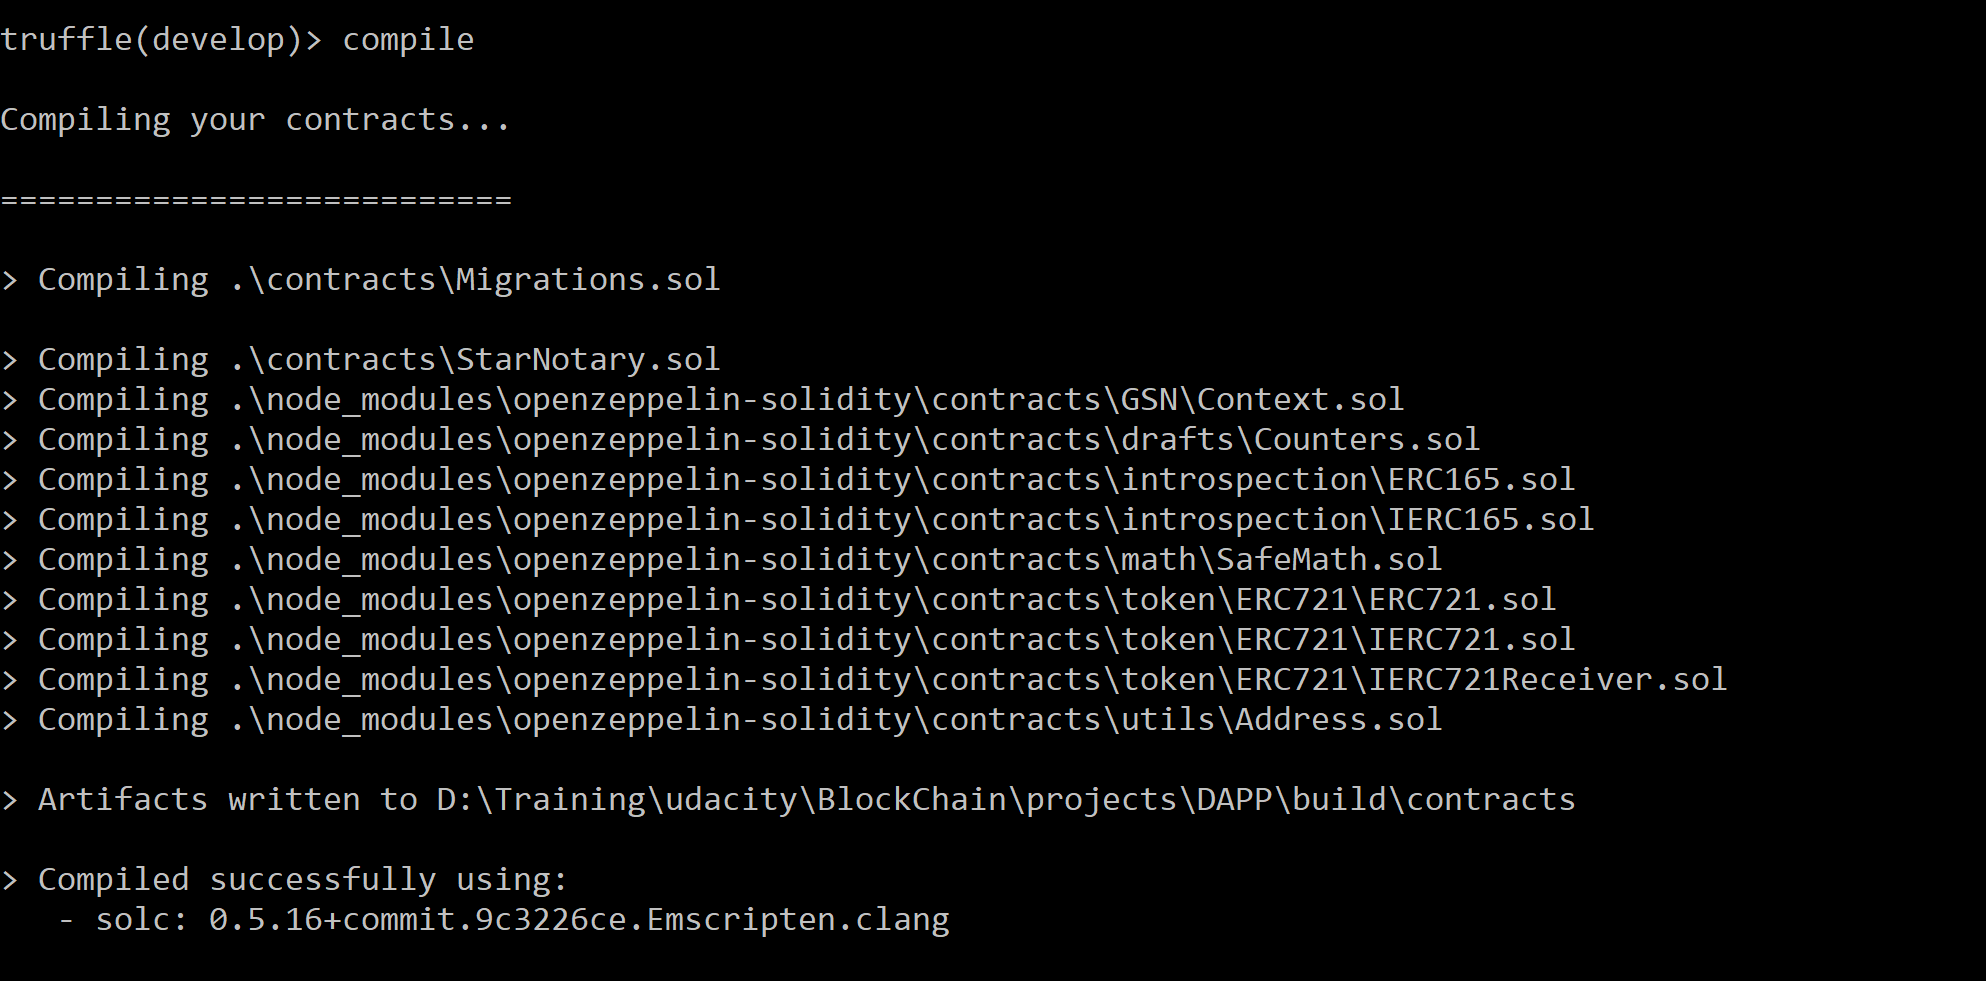 truffle(develop)> compile
Compiling your contracts...
===========================
> Compiling .\contracts\Migrations.sol
> Compiling .\contracts\StarNotary.sol
> Compiling .\node_modules\openzeppelin-solidity\contracts\GSN\Context.sol
> Compiling .\node_modules\openzeppelin-solidity\contracts\drafts\Counters.sol
> Compiling .\node_modules\openzeppelin-solidity\contracts\introspection\ERC165.sol
> Compiling .\node_modules\openzeppelin-solidity\contracts\introspection\IERC165.sol
> Compiling .\node_modules\openzeppelin-solidity\contracts\math\SafeMath.sol
> Compiling .\node_modules\openzeppelin-solidity\contracts\token\ERC721\ERC721.sol
> Compiling .\node_modules\openzeppelin-solidity\contracts\token\ERC721\IERC721.sol
> Compiling .\node_modules\openzeppelin-solidity\contracts\token\ERC721\IERC721Receiver.sol
> Compiling .\node_modules\openzeppelin-solidity\contracts\utils\Address.sol
> Artifacts written to D:\Training\udacity\BlockChain\projects\DAPP\build\contracts
> Compiled successfully using:
   - solc: 0.5.16+commit.9c3226ce.Emscripten.clang